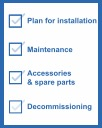 Plan for installation
Maintenance
Accessories
& spare parts
Decommissioning